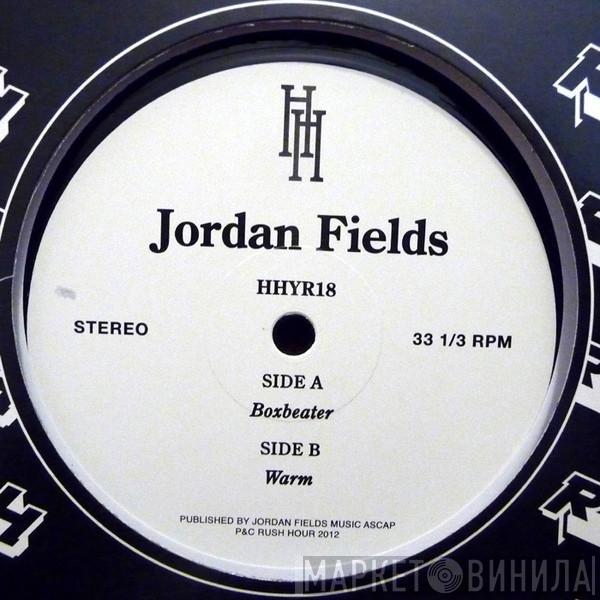 HH
Jordan Fields
HHYR18
STEREO
33 1/3 RPM
SIDE A
Boxbeater
SIDE B
Warm
PUBLISHED BY JORDAN FIELDS MUSIC ASCAP
P&C RUSH HOUR 2012
МАРКЕТ ВИНИЛА